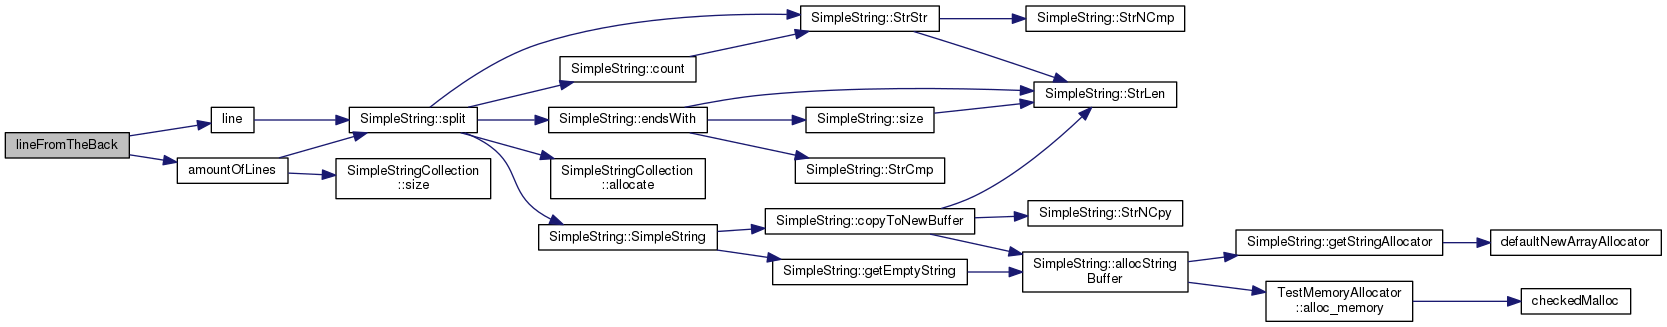 lineFromTheBack
line
amountOfLines
SimpleString::split
SimpleStringCollection
::size
SimpleString::count
SimpleString::endsWith
SimpleStringCollection
::allocate
SimpleString::SimpleString
SimpleString::StrStr
SimpleString::size
SimpleString::StrCmp
SimpleString::copyToNewBuffer
SimpleString::getEmptyString
SimpleString::StrNCmp
SimpleString::StrLen
SimpleString::StrNCpy
SimpleString::allocString
Buffer
SimpleString::getStringAllocator
TestMemoryAllocator
::alloc_memory
defaultNewArrayAllocator
checkedMalloc